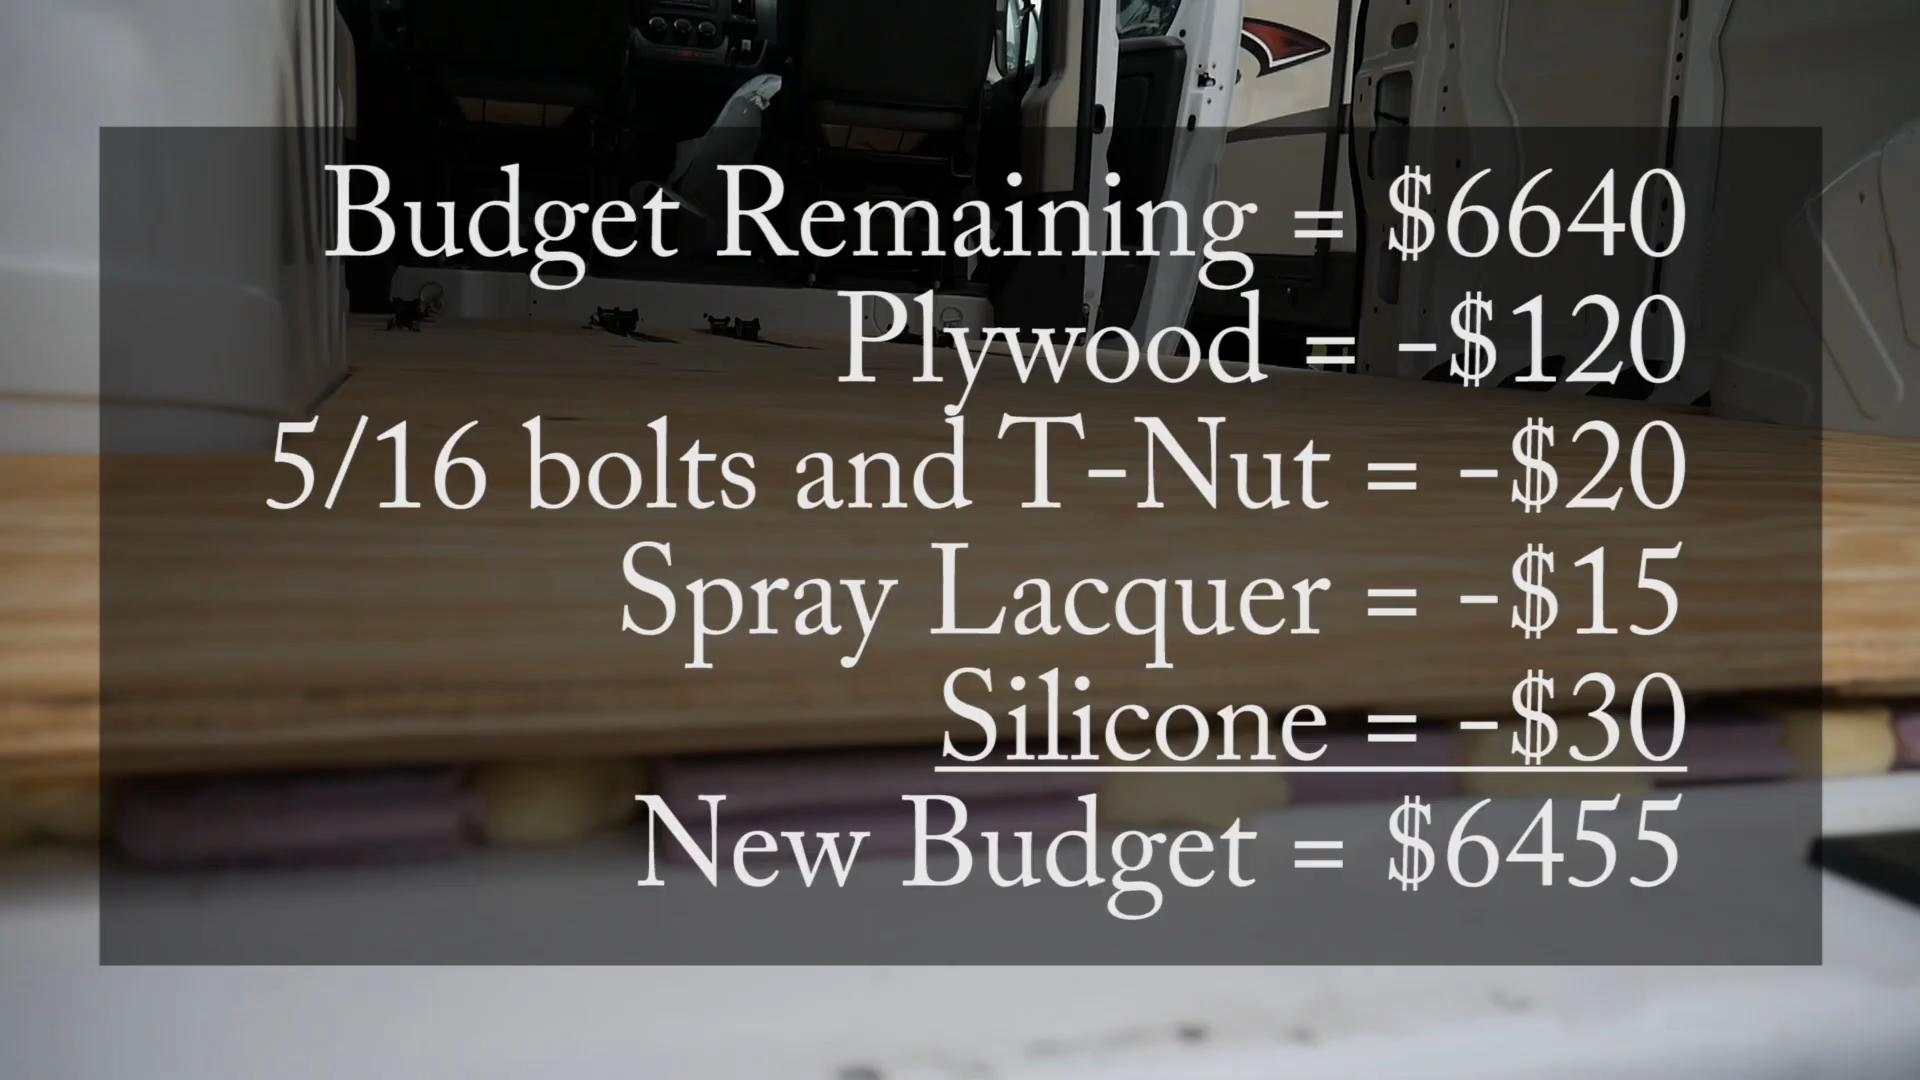 Budget Remaining = $6640
Plywood = -$120
5/16 bolts and T-Nut = -$20
Spray Lacquer = -$15
Silicone = -$30
New Budget = $6455